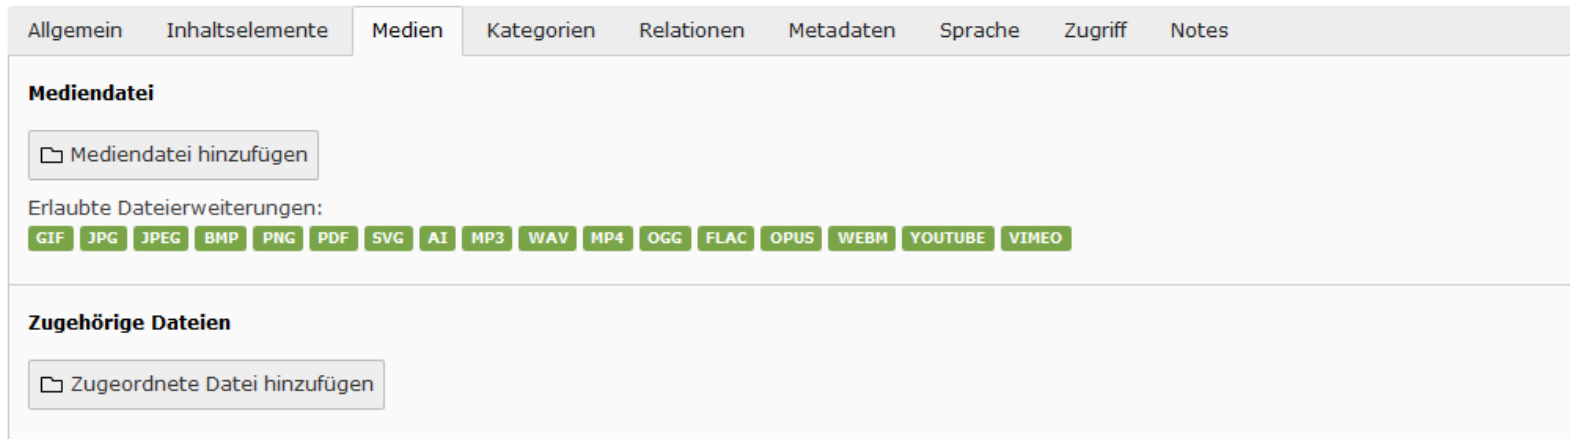 Allgemein Inhaltselemente Medien Kategorien Relationen Metadaten Sprache Zugriff Notes
Mediendatei
Mediendatei hinzufügen
Erlaubte Dateierweiterungen:
GIF JPG JPEG BMP PNG PDF SVG AI MP3 WAV MP4 OGG FLAC OPUS WEBM YOUTUBE VIMEO
Zugehörige Dateien
Zugeordnete Datei hinzufügen